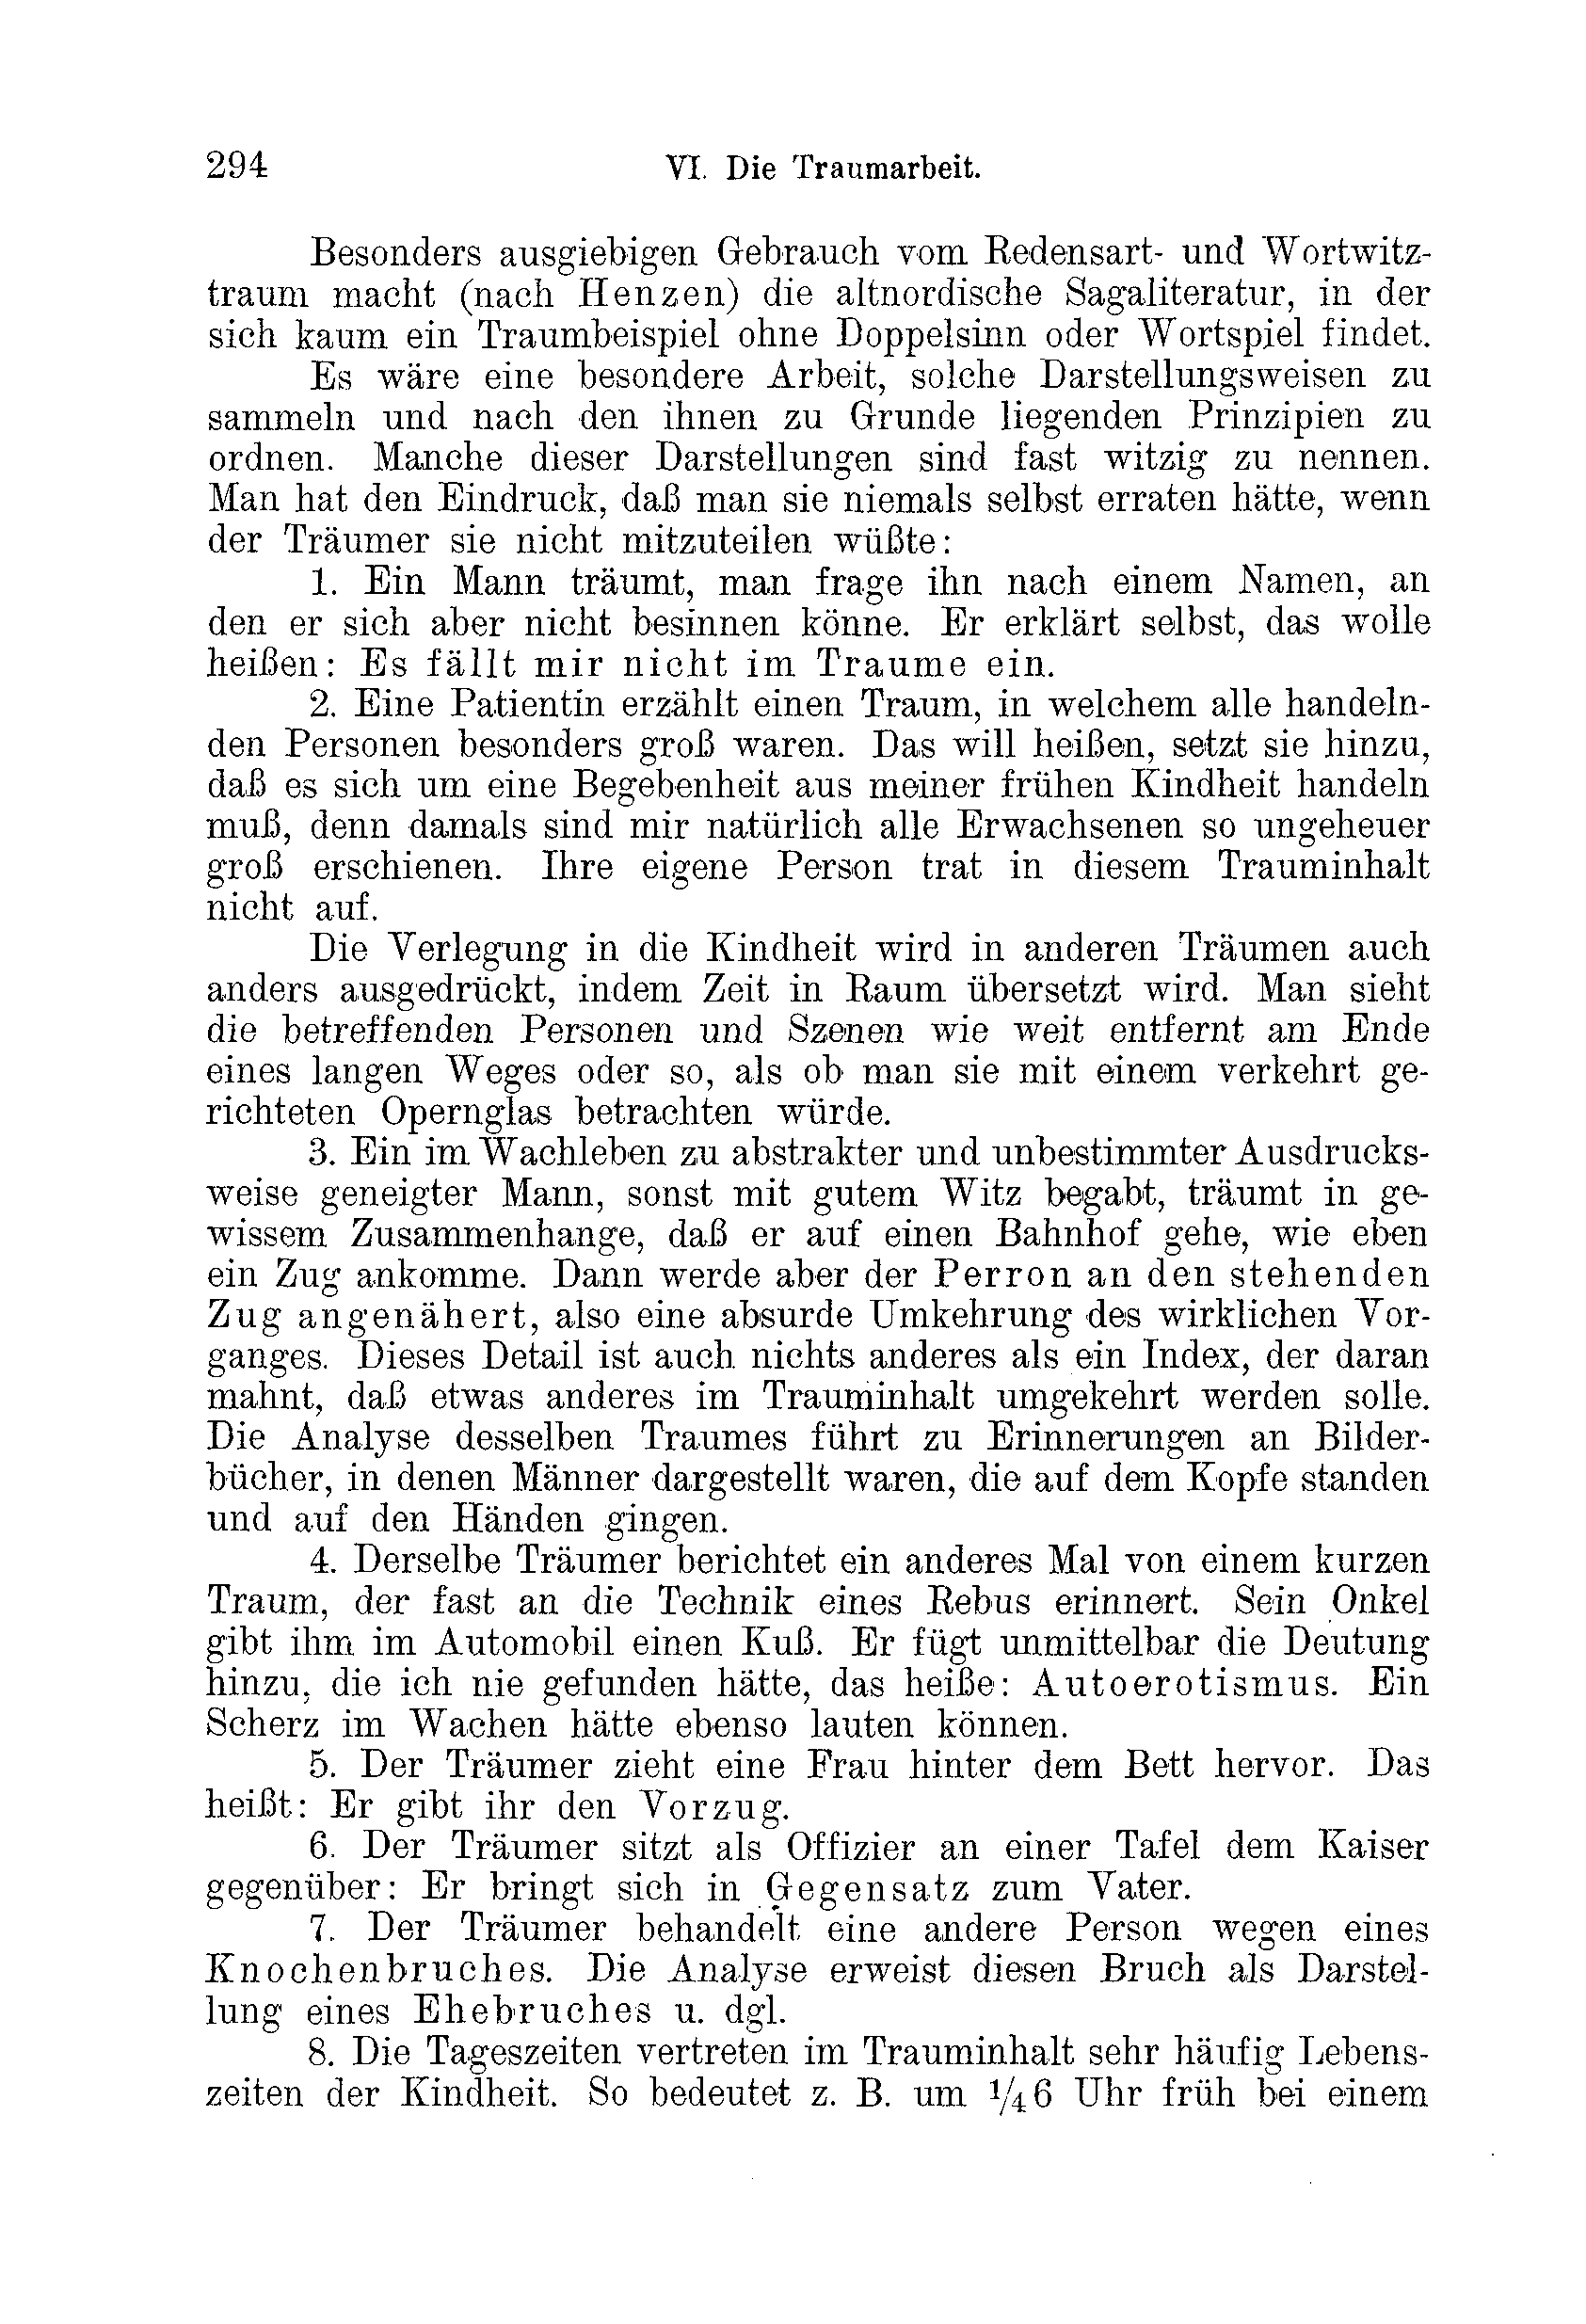 294
VI. Die Traumarbeit.
Besonders ausgiebigen Gebrauch vom Redensart- und Wortwitz-
traum macht (nach Henzen) die altnordische Sagaliteratur, in der
sich kaum ein Traumbeispiel ohne Doppelsinn oder Wortspiel findet.
Es wäre eine besondere Arbeit, solche Darstellungsweisen zu
sammeln und nach den ihnen zu Grunde liegenden Prinzipien zu
ordnen. Manche dieser Darstellungen sind fast witzig zu nennen.
Man hat den Eindruck, daß man sie niemals selbst erraten hätte, wenn
der Träumer sie nicht mitzuteilen wüßte:
1. Ein Mann träumt, man frage ihn nach einem Namen, an
den er sich aber nicht besinnen könne. Er erklärt selbst, das wolle
heißen: Es fällt mir nicht im Traume ein.
2. Eine Patientin erzählt einen Traum, in welchem alle handeln-
den Personen besonders groß waren. Das will heißen, setzt sie hinzu,
daß es sich um eine Begebenheit aus meiner frühen Kindheit handeln
muß, denn damals sind mir natürlich alle Erwachsenen so ungeheuer
groß erschienen. Ihre eigene Person trat in diesem Trauminhalt
nicht auf.
Die Verlegung in die Kindheit wird in anderen Träumen auch
anders ausgedrückt, indem Zeit in Raum übersetzt wird. Man sieht
die betreffenden Personen und Szenen wie weit entfernt am Ende
eines langen Weges oder so, als ob man sie mit einem verkehrt ge-
richteten Opernglas betrachten würde.
3. Ein im Wachleben zu abstrakter und unbestimmter Ausdrucks-
weise geneigter Mann, sonst mit gutem Witz begabt, träumt in ge-
wissem Zusammenhange, daß er auf einen Bahnhof gehe, wie eben
ein Zug ankomme. Dann werde aber der Perron an den stehenden
Zug angenähert, also eine absurde Umkehrung des wirklichen Vor-
ganges. Dieses Detail ist auch nichts anderes als ein Index, der daran
mahnt, daß etwas anderes im Trauminhalt umgekehrt werden solle.
Die Analyse desselben Traumes führt zu Erinnerungen an Bilder-
bücher, in denen Männer dargestellt waren, die auf dem Kopfe standen
und auf den Händen gingen.
4. Derselbe Träumer berichtet ein anderes Mal von einem kurzen
Traum, der fast an die Technik eines Rebus erinnert. Sein Onkel
gibt ihm im Automobil einen Kuß. Er fügt unmittelbar die Deutung
hinzu, die ich nie gefunden hätte, das heiße: Autoerotismus. Ein
Scherz im Wachen hätte ebenso lauten können.
5. Der Träumer zieht eine Frau hinter dem Bett hervor. Das
heißt: Er gibt ihr den Vorzug.
6. Der Träumer sitzt als Offizier an einer Tafel dem Kaiser
gegenüber: Er bringt sich in Gegensatz zum Vater.
7. Der Träumer behandelt eine andere Person wegen eines
Knochenbruches. Die Analyse erweist diesen Bruch als Darstel-
lung eines Ehebruches u. dgl.
8. Die Tageszeiten vertreten im Trauminhalt sehr häufig Lebens-
zeiten der Kindheit. So bedeutet z. B. um 1/4 6 Uhr früh bei einem